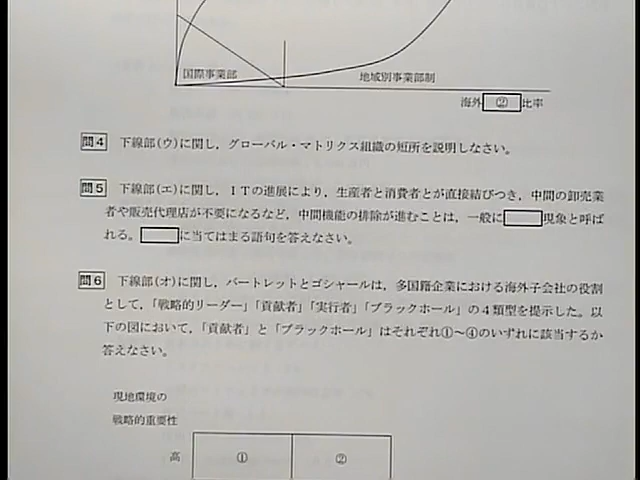 国際事業部
地域別事業部制
海外 ② 比率
問4 下線部(ウ)に関し，グローバル・マトリクス組織の短所を説明しなさい。
問5 下線部(エ)に関し，ITの進展により，生産者と消費者とが直接結びつき，中間の卸売業
者や販売代理店が不要になるなど，中間機能の排除が進むことは，一般に　　現象と呼ば
れる。　　に当てはまる語句を答えなさい。
問6 下線部(オ)に関し，バートレットとゴシャールは，多国籍企業における海外子会社の役割
として，「戦略的リーダー」「貢献者」「実行者」「ブラックホール」の４類型を提示した。以
下の図において，「貢献者」と「ブラックホール」はそれぞれ①～④のいずれに該当するか
答えなさい。
現地環境の
戦略的重要性
高 ① ②